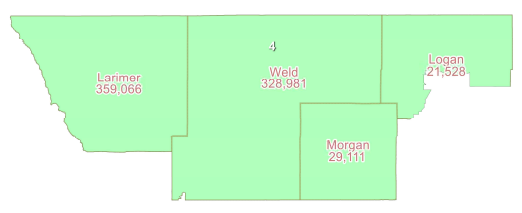 4
Larimer
359,066
Weld
328,981
Logan
21,528
Morgan
29,111